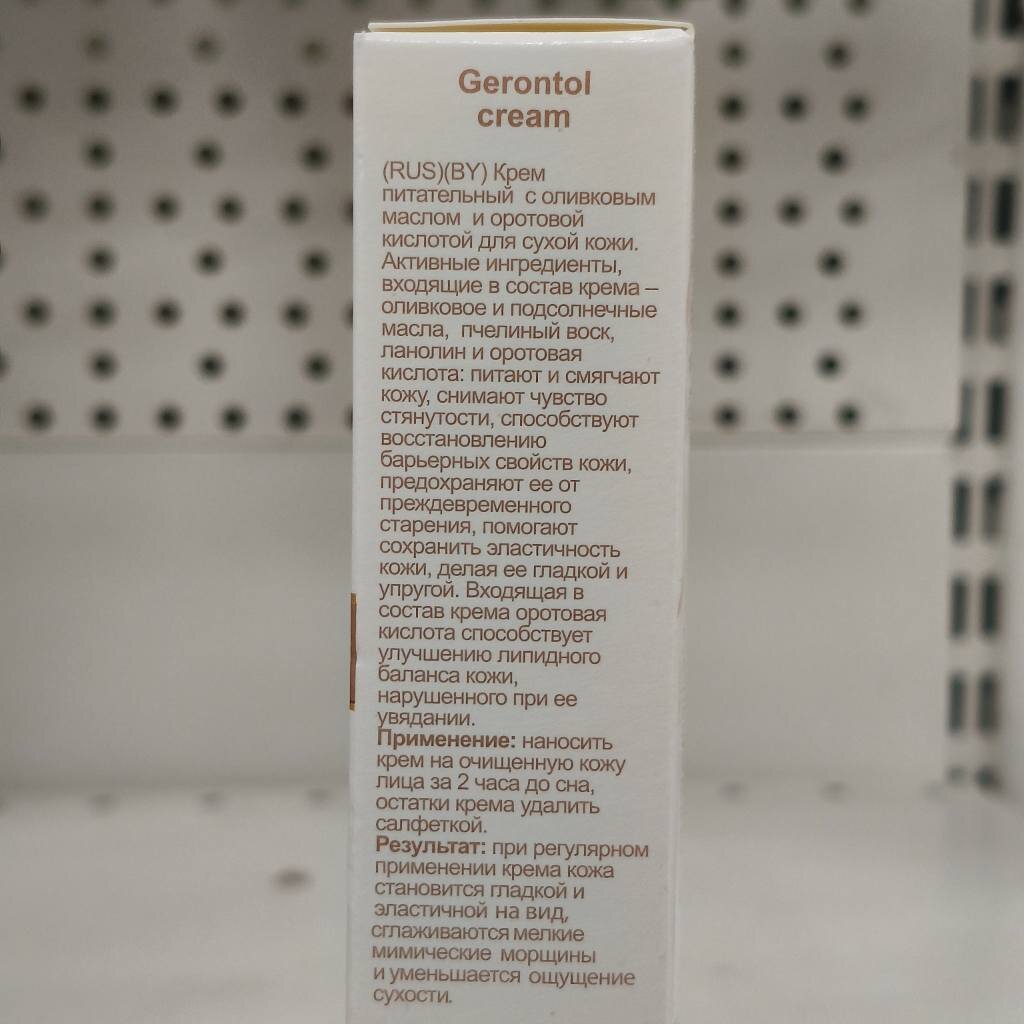 Gerontol
cream
(RUS)(BY) Крем
питательный с оливковым
маслом и оротовой
кислотой для сухой кожи.
Активные ингредиенты,
входящие в состав крема –
оливковое и подсолнечные
масла, пчелиный воск,
ланолин и оротовая
кислота: питают и смягчают
кожу, снимают чувство
стянутости, способствуют
восстановлению
барьерных свойств кожи,
предохраняют ее от
преждевременного
старения, помогают
сохранить эластичность
кожи, делая ее гладкой и
упругой. Входящая в
состав крема оротовая
кислота способствует
улучшению липидного
баланса кожи,
нарушенного при ее
увядании.
Применение: наносить
крем на очищенную кожу
лица за 2 часа до сна,
остатки крема удалить
салфеткой.
Результат: при регулярном
применении крема кожа
становится гладкой и
эластичной на вид,
сглаживаются мелкие
мимические морщины
и уменьшается ощущение
сухости.